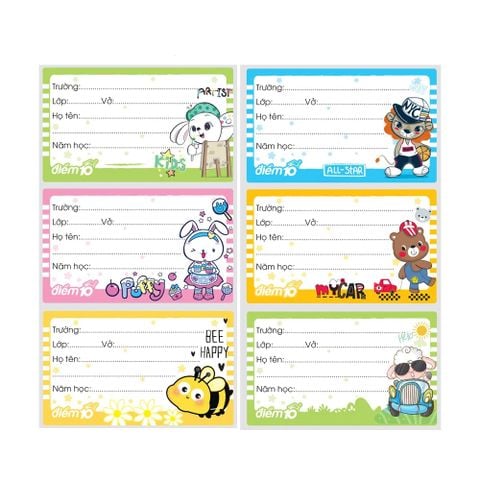 Trường:
ARTIST
Lớp: Vở:
Họ tên:
Năm học:
Kids
điểm 10
Trường:
Lớp: Vở:
NYC
Họ tên:
Năm học:
ALL-STAR
điểm 10
Trường:
Lớp: Vở:
Họ tên:
Năm học:
điểm 10
Trường:
Lớp: Vở:
Họ tên:
Năm học:
điểm 10
MY CAR
Trường:
BEE
HAPPY
Lớp: Vở:
Họ tên:
Năm học:
điểm 10
Trường:
Hello
Lớp: Vở:
Họ tên:
Năm học:
điểm 10